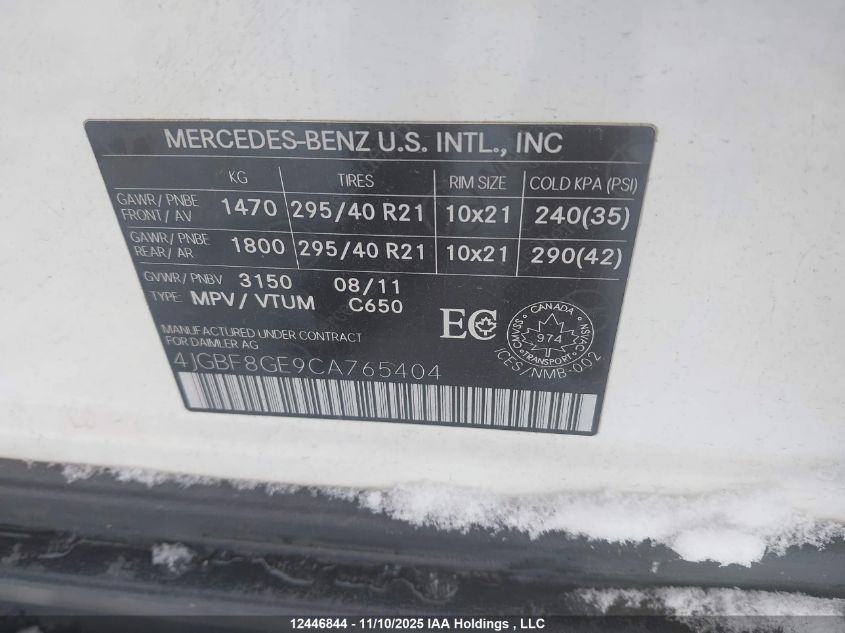 MERCEDES-BENZ U.S. INTL., INC
KG TIRES RIM SIZE COLD KPA (PSI)
GAWR / PNBE FRONT / AV 1470 295/40 R21 10x21 240(35)
GAWR / PNBE REAR / AR 1800 295/40 R21 10x21 290(42)
GVWR / PNBV 3150 08/11
TYPE MPV / VTUM C650
MANUFACTURED UNDER CONTRACT
FOR DAIMLER AG
4JGBF8GE9CA765404
EC
CANADA
CMVSS
974
NSVAC
TRANSPORT
ICES/NMB-002
12446844 - 11/10/2025 IAA Holdings , LLC